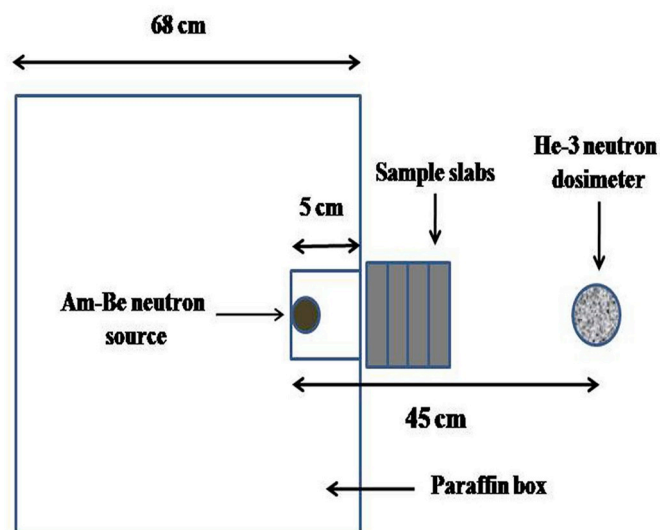 68 cm
He-3 neutron
dosimeter
Sample slabs
5 cm
Am-Be neutron
source
45 cm
Paraffin box